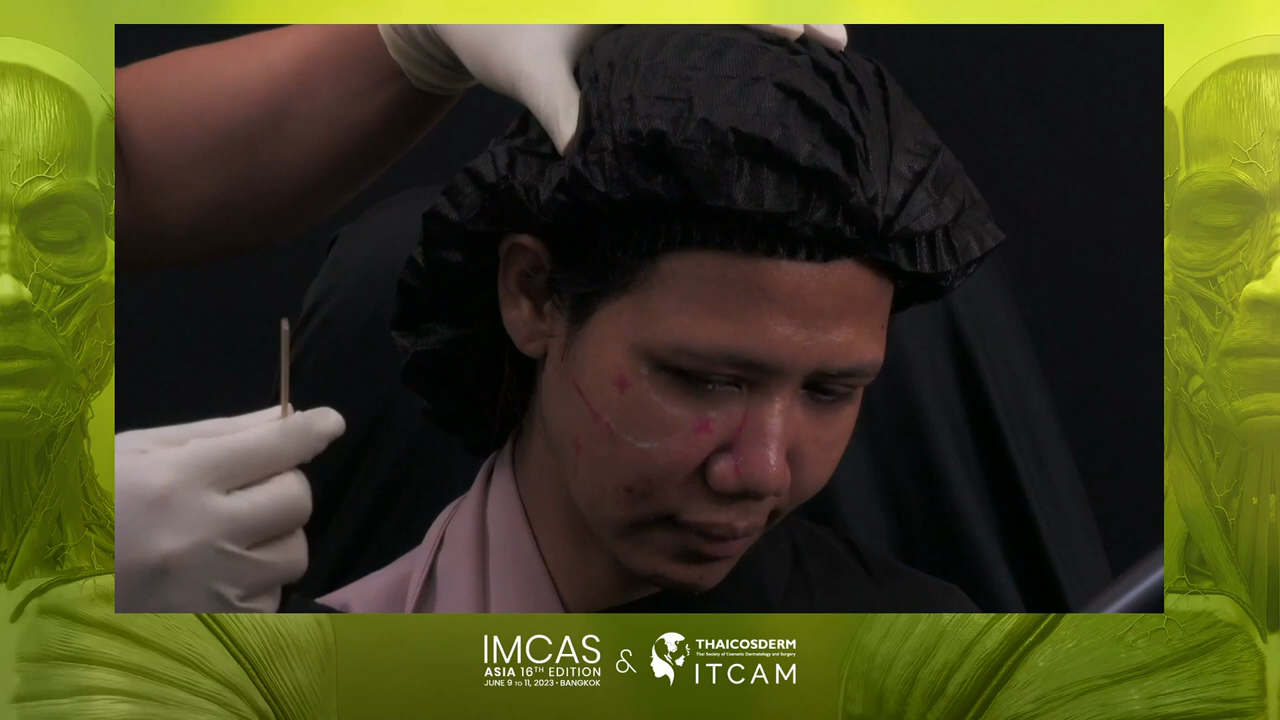 IMCAS
ASIA 16TH EDITION
JUNE 9 TO 11, 2023 • BANGKOK
&
THAICOSDERM
Thai Society of Cosmetic Dermatology and Surgery
ITCAM